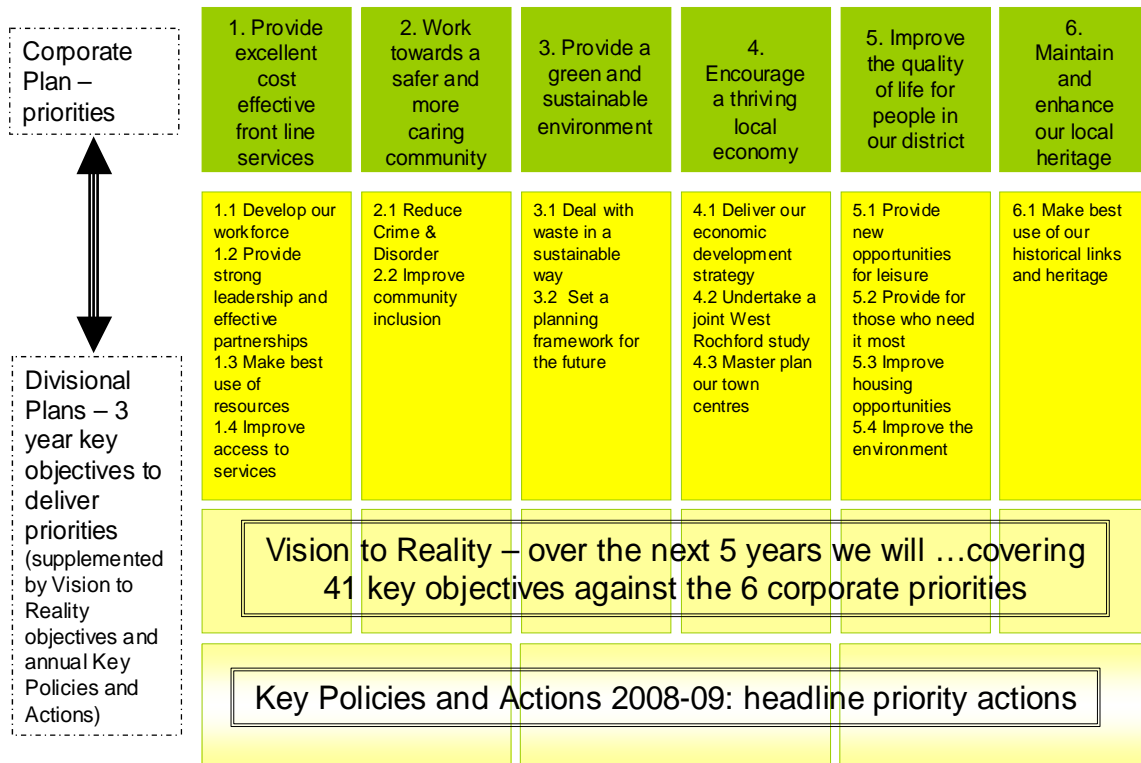 Corporate
Plan –
priorities
1. Provide
excellent
cost
effective
front line
services
2. Work
towards a
safer and
more
caring
community
3. Provide a
green and
sustainable
environment
4.
Encourage
a thriving
local
economy
5. Improve
the quality
of life for
people in
our district
6.
Maintain
and
enhance
our local
heritage
Divisional
Plans – 3
year key
objectives to
deliver
priorities
(supplemented
by Vision to
Reality
objectives and
annual Key
Policies and
Actions)
1.1 Develop our
workforce
1.2 Provide
strong
leadership and
effective
partnerships
1.3 Make best
use of
resources
1.4 Improve
access to
services
2.1 Reduce
Crime &
Disorder
2.2 Improve
community
inclusion
3.1 Deal with
waste in a
sustainable
way
3.2 Set a
planning
framework for
the future
4.1 Deliver our
economic
development
strategy
4.2 Undertake a
joint West
Rochford study
4.3 Master plan
our town
centres
5.1 Provide
new
opportunities
for leisure
5.2 Provide for
those who need
it most
5.3 Improve
housing
opportunities
5.4 Improve the
environment
6.1 Make best
use of our
historical links
and heritage
Vision to Reality – over the next 5 years we will …covering
41 key objectives against the 6 corporate priorities
Key Policies and Actions 2008-09: headline priority actions